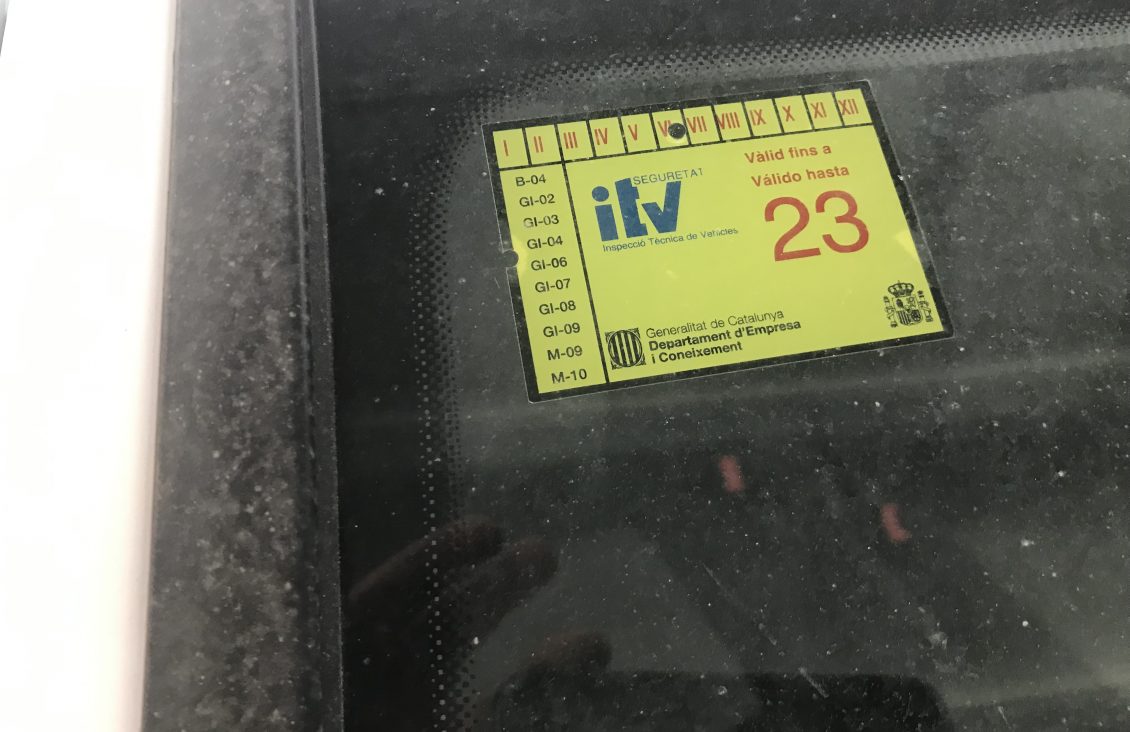 I II III IV V VI VII VIII IX X XI XII
B-04
GI-02
GI-03
GI-04
GI-06
GI-07
GI-08
GI-09
M-09
M-10
SEGURETAT
itv
Inspecció Tècnica de Vehicles
Vàlid fins a
Válido hasta
23
Generalitat de Catalunya
Departament d'Empresa
i Coneixement